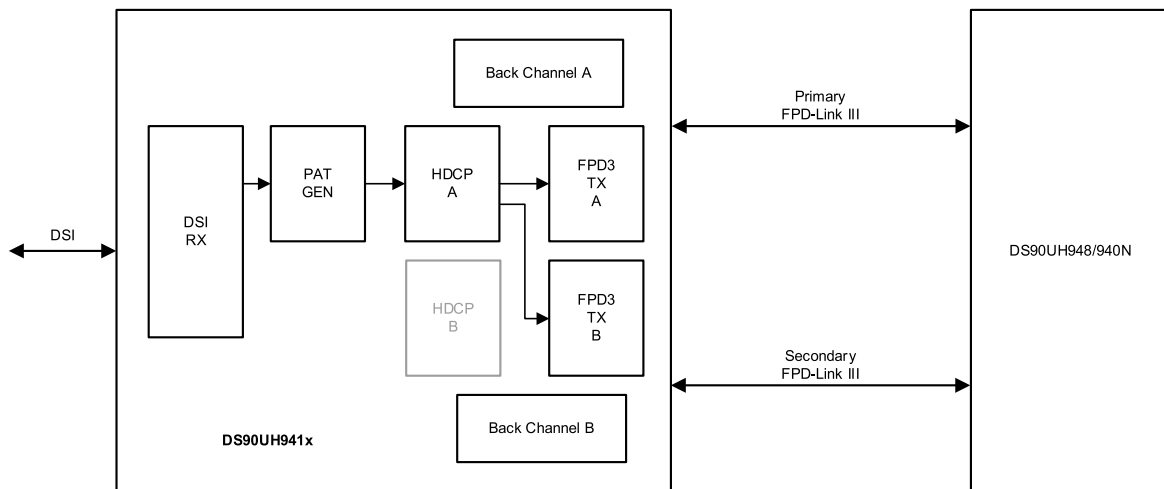 Back Channel A
Primary
FPD-Link III
DSI
RX
PAT
GEN
HDCP
A
FPD3
TX
A
DSI
DS90UH948/940N
HDCP
B
FPD3
TX
B
Secondary
FPD-Link III
Back Channel B
DS90UH941x